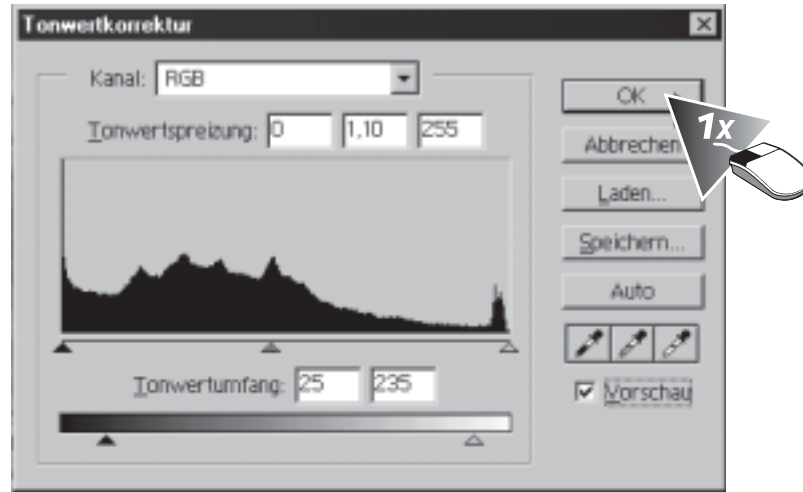 Tonwertkorrektur
Kanal: RGB
Tonwertspreizung: 0 1,10 255
Tonwertumfang: 25 235
OK
1x
Abbrechen
Laden...
Speichern...
Auto
Vorschau